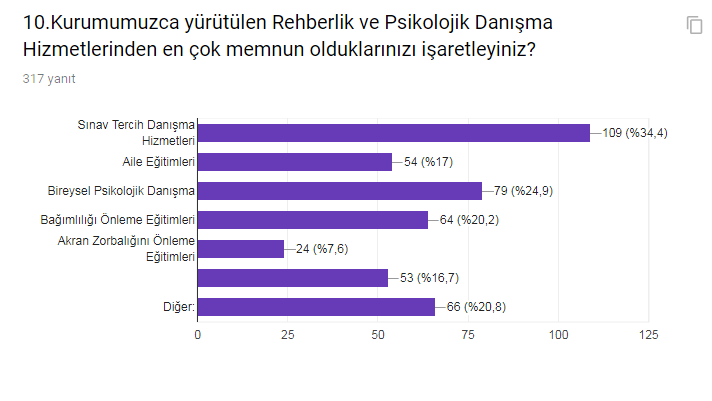 10.Kurumumuzca yürütülen Rehberlik ve Psikolojik Danışma
Hizmetlerinden en çok memnun olduklarınızı işaretleyiniz?
317 yanıt
Sınav Tercih Danışma
Hizmetleri
109 (%34,4)
Aile Eğitimleri
54 (%17)
Bireysel Psikolojik Danışma
79 (%24,9)
Bağımlılığı Önleme Eğitimleri
64 (%20,2)
Akran Zorbalığını Önleme
Eğitimleri
24 (%7,6)
53 (%16,7)
Diğer:
66 (%20,8)
0 25 50 75 100 125